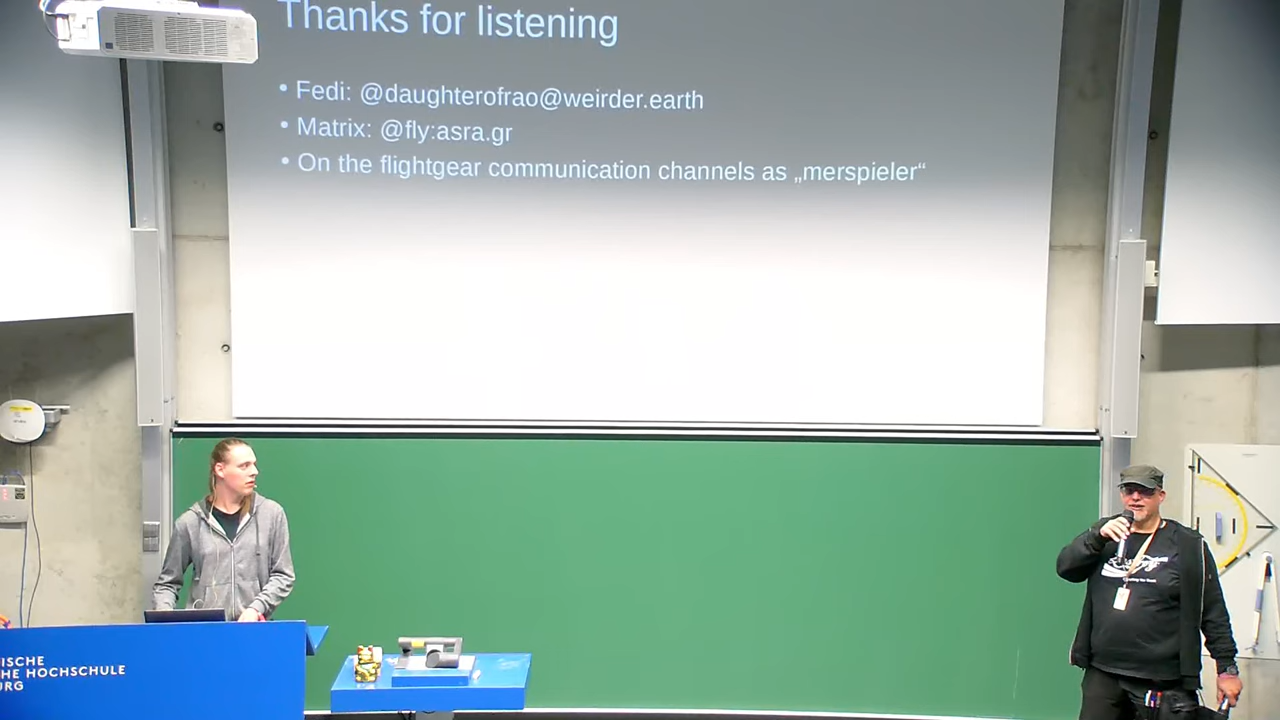 Thanks for listening
• Fedi: @daughterofrao@weirder.earth
• Matrix: @fly:asra.gr
• On the flightgear communication channels as „merspieler“
ISCHE
HE HOCHSCHULE
URG